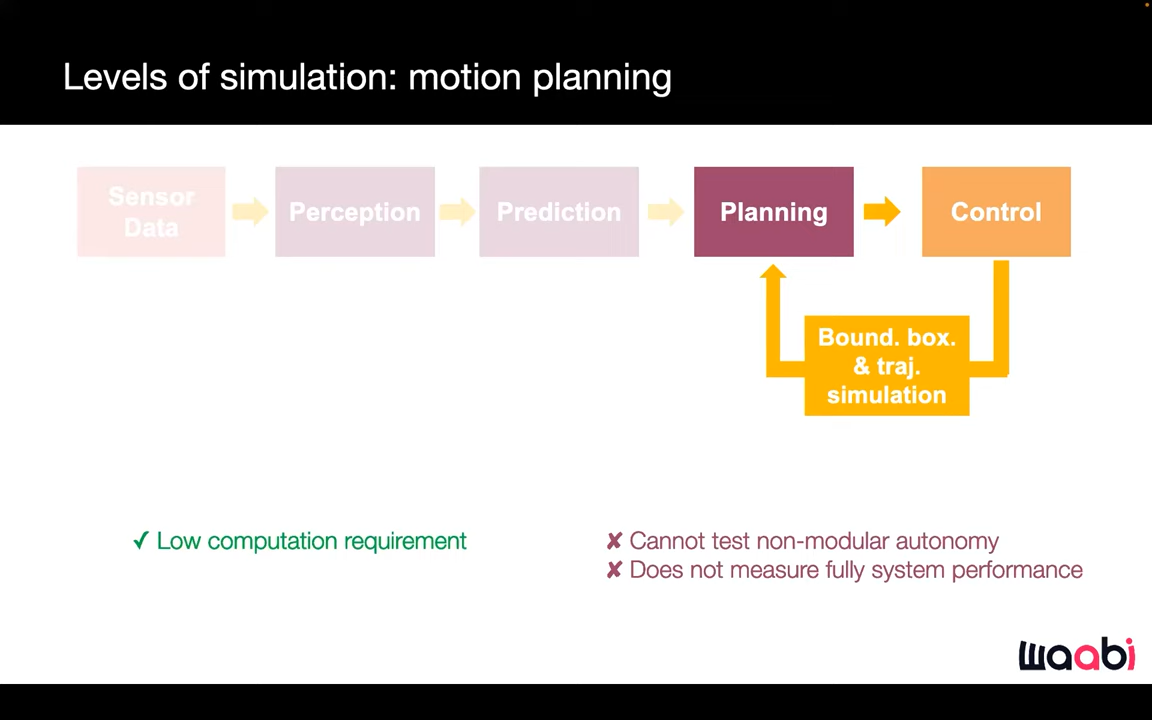 Levels of simulation: motion planning
Sensor
Data
Perception
Prediction
Planning
Control
Bound. box.
& traj.
simulation
✓ Low computation requirement
✘ Cannot test non-modular autonomy
✘ Does not measure fully system performance
waabi